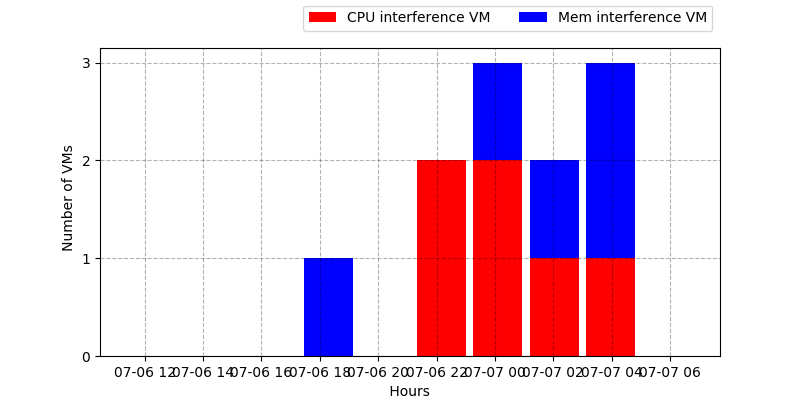 CPU interference VM Mem interference VM
3
2
1
0
Number of VMs
07-06 12 07-06 14 07-06 16 07-06 18 07-06 20 07-06 22 07-07 00 07-07 02 07-07 04 07-07 06
Hours